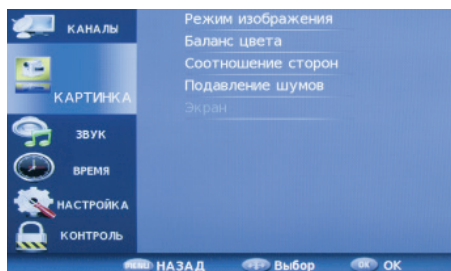 КАНАЛЫ
КАРТИНКА
ЗВУК
ВРЕМЯ
НАСТРОЙКА
КОНТРОЛЬ
Режим изображения
Баланс цвета
Соотношение сторон
Подавление шумов
Экран
MENU НАЗАД Выбор OK ОК